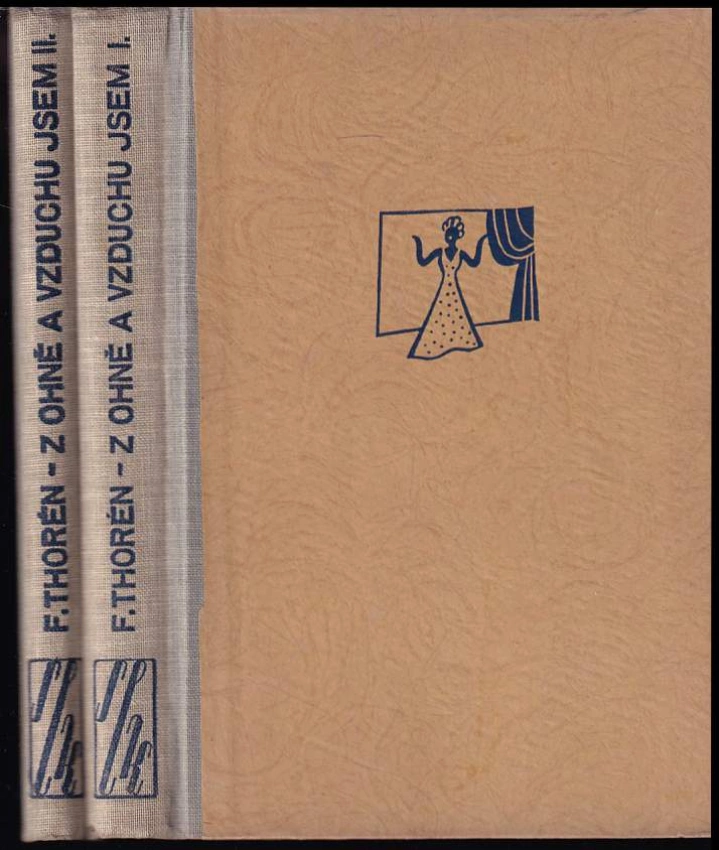 F. THORÉN - Z OHNĚ A VZDUCHU JSEM II.
F. THORÉN - Z OHNĚ A VZDUCHU JSEM I.